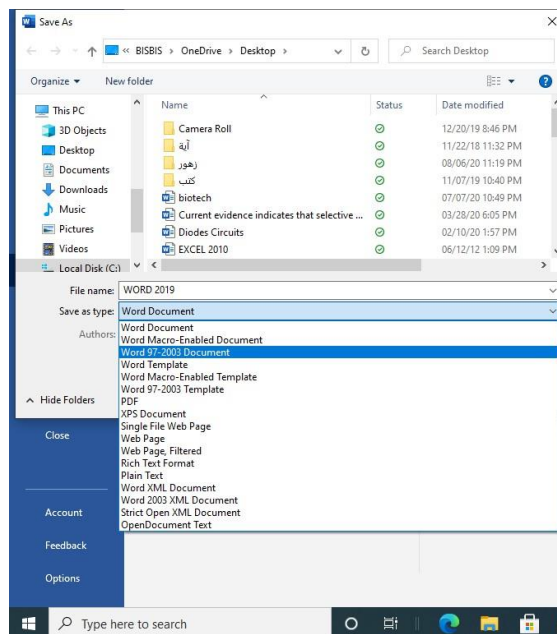 Save As
« BISBIS > OneDrive > Desktop >
Search Desktop
Organize
New folder
This PC
3D Objects
Desktop
Documents
Downloads
Music
Pictures
Videos
Local Disk (C:)
Name Status Date modified
Camera Roll 12/20/19 8:46 PM
آية 11/22/18 11:32 PM
زهور 08/06/20 11:19 PM
كتب 11/07/19 10:40 PM
biotech 07/07/20 10:49 PM
Current evidence indicates that selective ... 03/28/20 6:05 PM
Diodes Circuits 02/10/20 1:57 PM
EXCEL 2010 06/12/12 1:09 PM
File name: WORD 2019
Save as type: Word Document
Authors:
Word Document
Word Macro-Enabled Document
Word 97-2003 Document
Word Template
Word Macro-Enabled Template
Word 97-2003 Template
PDF
XPS Document
Single File Web Page
Web Page
Web Page, Filtered
Rich Text Format
Plain Text
Word XML Document
Word 2003 XML Document
Strict Open XML Document
OpenDocument Text
Hide Folders
Close
Account
Feedback
Options
Type here to search